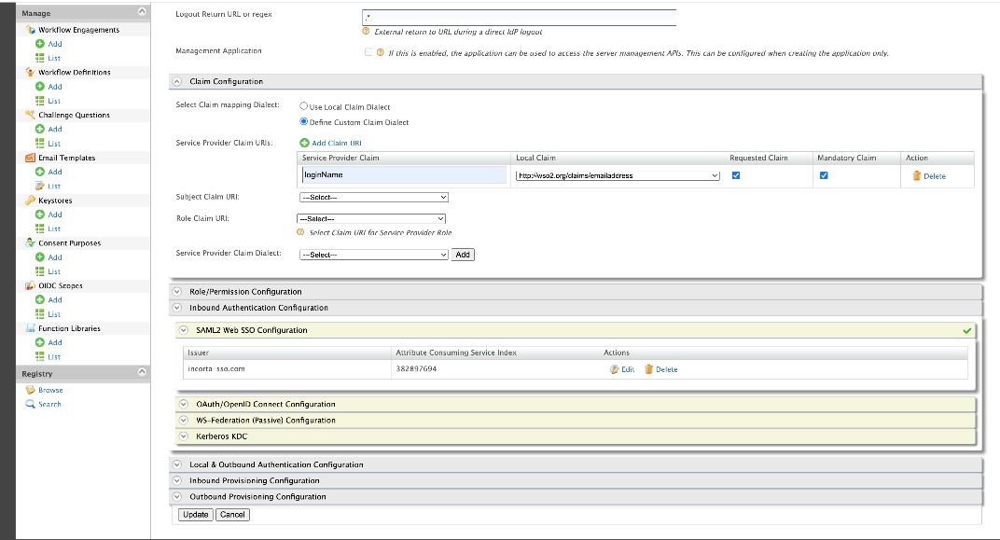 Manage
Workflow Engagements
Add
List
Workflow Definitions
Add
List
Challenge Questions
Add
List
Email Templates
Add
List
Keystores
Add
List
Consent Purposes
Add
List
OIDC Scopes
Add
List
Function Libraries
Add
List
Registry
Browse
Search
Logout Return URL or regex
.*
External return to URL during a direct IdP logout
Management Application
If this is enabled, the application can be used to access the server management APIs. This can be configured when creating the application only.
Claim Configuration
Select Claim mapping Dialect:
Use Local Claim Dialect
Define Custom Claim Dialect
Service Provider Claim URIs:
Add Claim URI
Service Provider Claim Local Claim Requested Claim Mandatory Claim Action
loginName http://wso2.org/claims/emailaddress Delete
Subject Claim URI: ---Select---
Role Claim URI: ---Select---
Select Claim URI for Service Provider Role
Service Provider Claim Dialect: ---Select--- Add
Role/Permission Configuration
Inbound Authentication Configuration
SAML2 Web SSO Configuration
Issuer Attribute Consuming Service Index Actions
incorta-sso.com 382897694 Edit Delete
OAuth/OpenID Connect Configuration
WS-Federation (Passive) Configuration
Kerberos KDC
Local & Outbound Authentication Configuration
Inbound Provisioning Configuration
Outbound Provisioning Configuration
Update Cancel